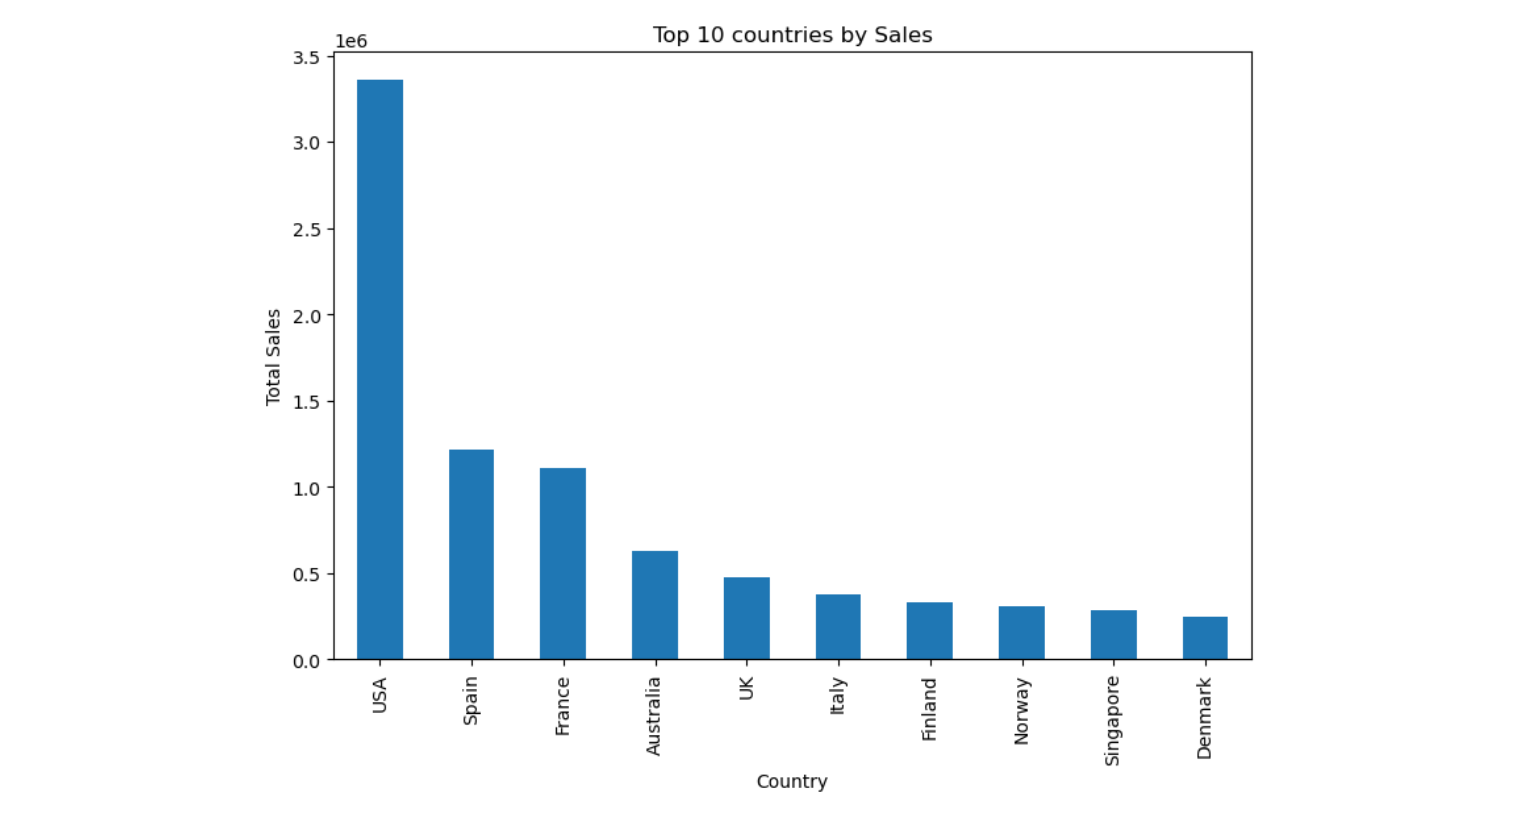 Top 10 countries by Sales
1e6
3.5
3.0
2.5
2.0
1.5
1.0
0.5
0.0
Total Sales
USA
Spain
France
Australia
UK
Italy
Finland
Norway
Singapore
Denmark
Country